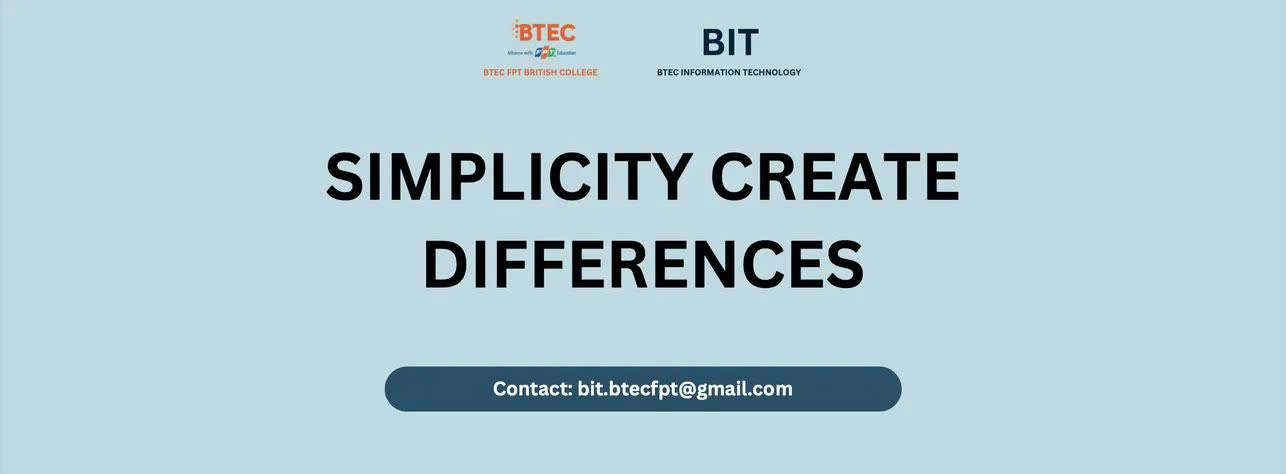 BTEC
Alliance with FPT Education
BTEC FPT BRITISH COLLEGE
BIT
BTEC INFORMATION TECHNOLOGY
SIMPLICITY CREATE
DIFFERENCES
Contact: bit.btecfpt@gmail.com